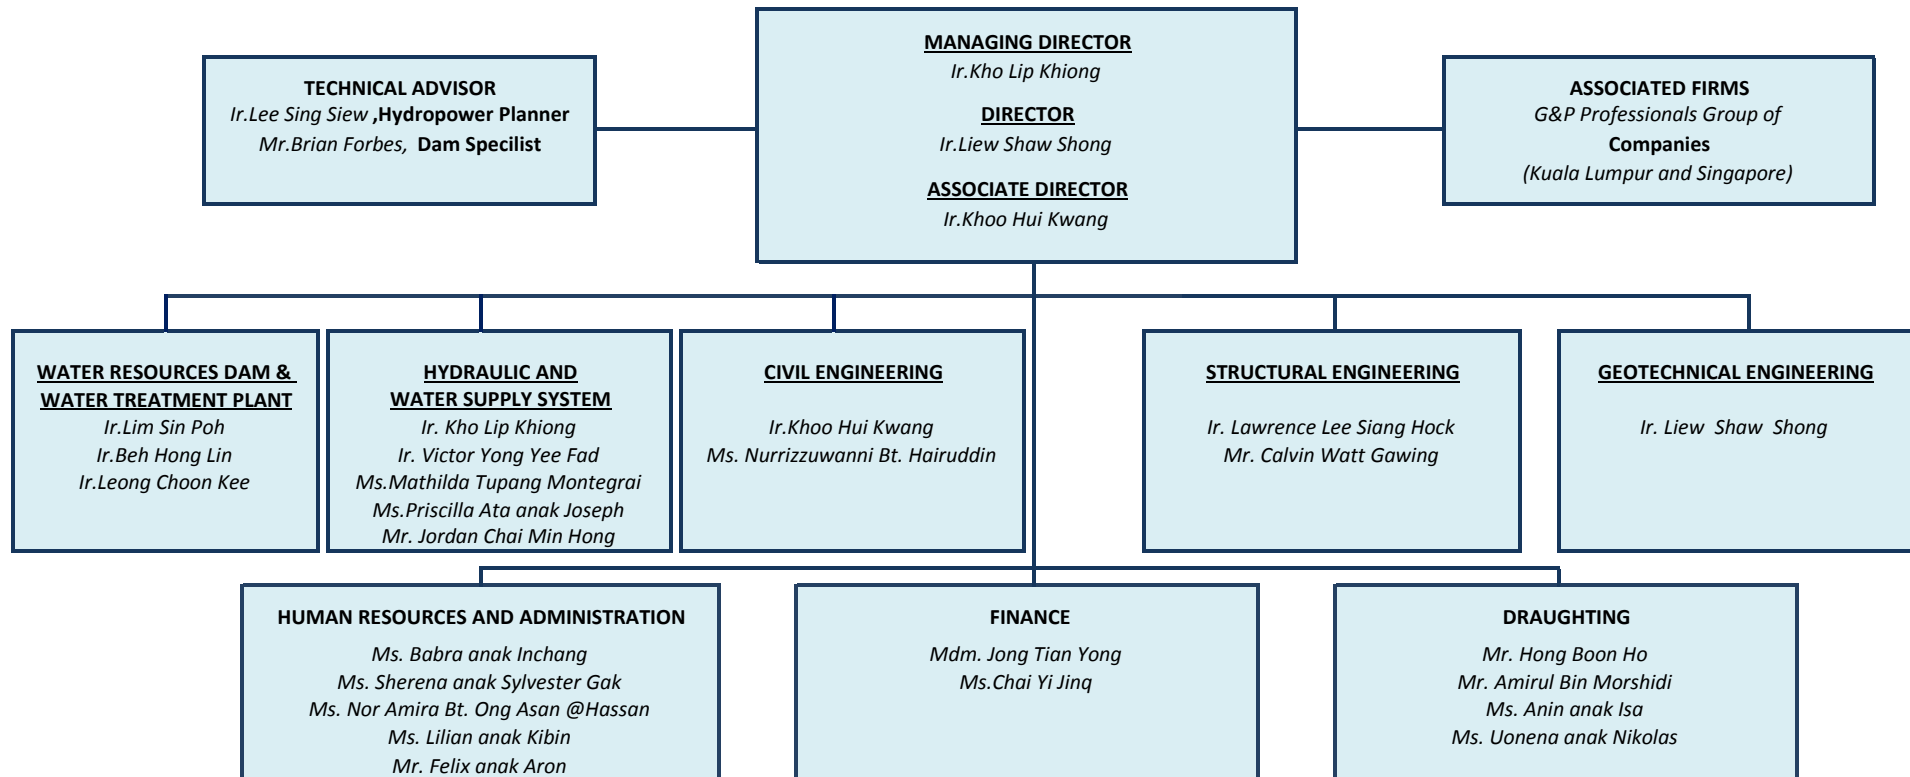 MANAGING DIRECTOR
Ir.Kho Lip Khiong
DIRECTOR
Ir.Liew Shaw Shong
ASSOCIATE DIRECTOR
Ir.Khoo Hui Kwang
TECHNICAL ADVISOR
Ir.Lee Sing Siew ,Hydropower Planner
Mr.Brian Forbes, Dam Specilist
ASSOCIATED FIRMS
G&P Professionals Group of
Companies
(Kuala Lumpur and Singapore)
WATER RESOURCES DAM &
WATER TREATMENT PLANT
Ir.Lim Sin Poh
Ir.Beh Hong Lin
Ir.Leong Choon Kee
HYDRAULIC AND
WATER SUPPLY SYSTEM
Ir. Kho Lip Khiong
Ir. Victor Yong Yee Fad
Ms.Mathilda Tupang Montegrai
Ms.Priscilla Ata anak Joseph
Mr. Jordan Chai Min Hong
CIVIL ENGINEERING
Ir.Khoo Hui Kwang
Ms. Nurrizzuwanni Bt. Hairuddin
STRUCTURAL ENGINEERING
Ir. Lawrence Lee Siang Hock
Mr. Calvin Watt Gawing
GEOTECHNICAL ENGINEERING
Ir. Liew Shaw Shong
HUMAN RESOURCES AND ADMINISTRATION
Ms. Babra anak Inchang
Ms. Sherena anak Sylvester Gak
Ms. Nor Amira Bt. Ong Asan @Hassan
Ms. Lilian anak Kibin
Mr. Felix anak Aron
FINANCE
Mdm. Jong Tian Yong
Ms.Chai Yi Jinq
DRAUGHTING
Mr. Hong Boon Ho
Mr. Amirul Bin Morshidi
Ms. Anin anak Isa
Ms. Uonena anak Nikolas